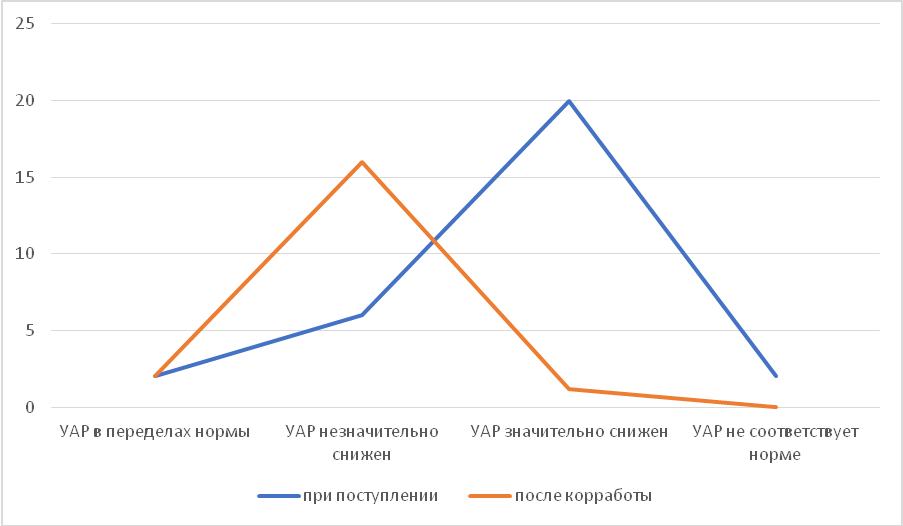 25
20
15
10
5
0
УАР в переделах нормы
УАР незначительно
снижен
УАР значительно снижен
УАР не соответствует
норме
при поступлении
после корработы